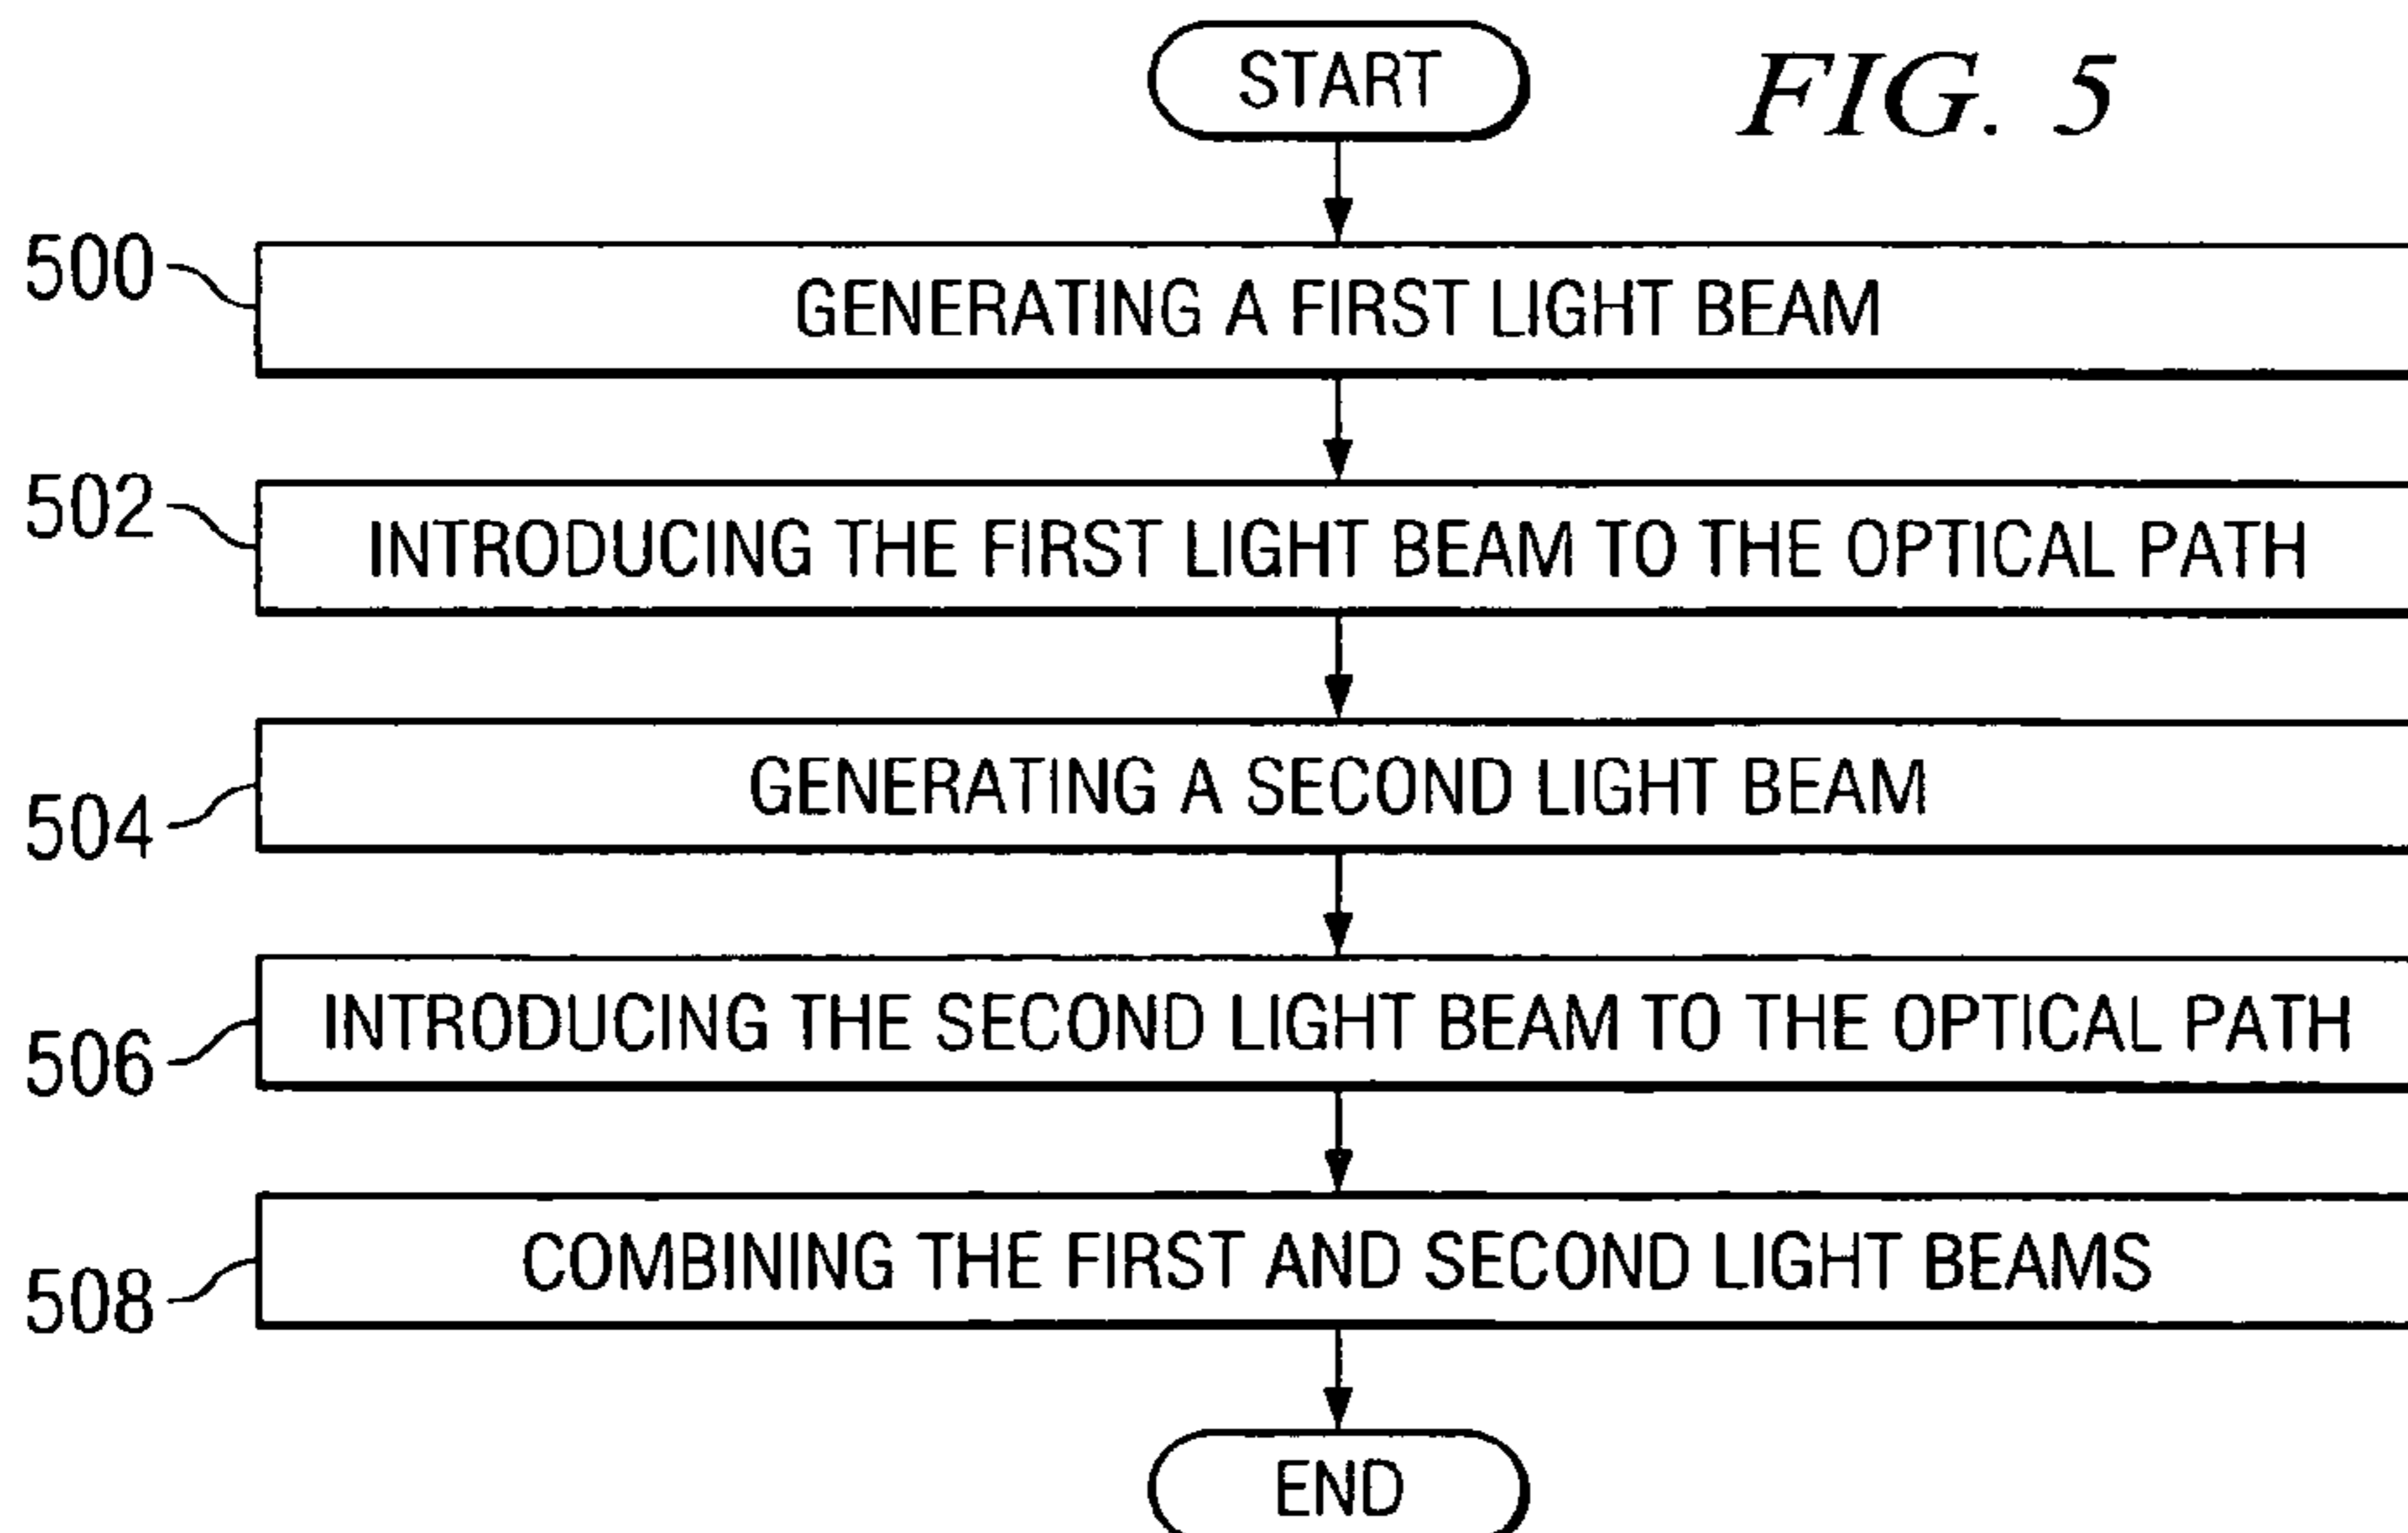 START
FIG. 5
500
GENERATING A FIRST LIGHT BEAM
502
INTRODUCING THE FIRST LIGHT BEAM TO THE OPTICAL PATH
504
GENERATING A SECOND LIGHT BEAM
506
INTRODUCING THE SECOND LIGHT BEAM TO THE OPTICAL PATH
508
COMBINING THE FIRST AND SECOND LIGHT BEAMS
END